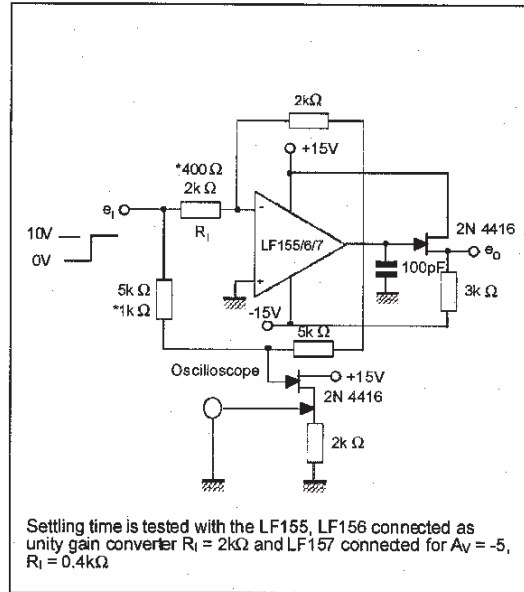 2kΩ
+15V
*400 Ω
2k Ω
e_I
R_I
10V
0V
LF155/6/7
2N 4416
e_O
100pF
3k Ω
5k Ω
*1k Ω
-15V
5k Ω
Oscilloscope
+15V
2N 4416
2k Ω
Settling time is tested with the LF155, LF156 connected as
unity gain converter R_I = 2kΩ and LF157 connected for A_V = -5,
R_I = 0.4kΩ